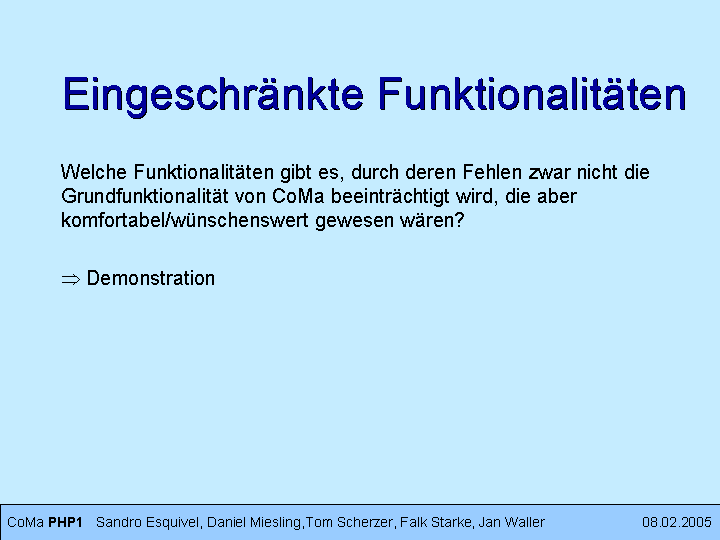 Eingeschränkte Funktionalitäten
Welche Funktionalitäten gibt es, durch deren Fehlen zwar nicht die
Grundfunktionalität von CoMa beeinträchtigt wird, die aber
komfortabel/wünschenswert gewesen wären?
⇒ Demonstration
CoMa PHP1 Sandro Esquivel, Daniel Miesling,Tom Scherzer, Falk Starke, Jan Waller 08.02.2005